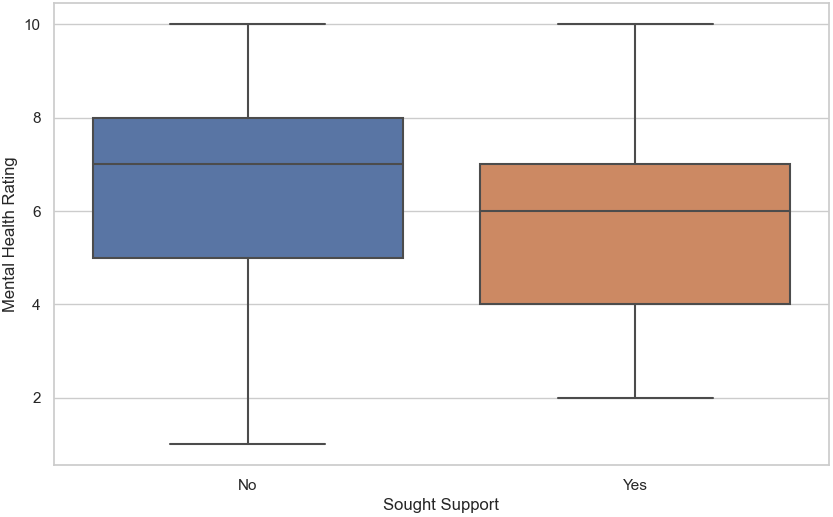 Mental Health Rating
10
8
6
4
2
No
Yes
Sought Support